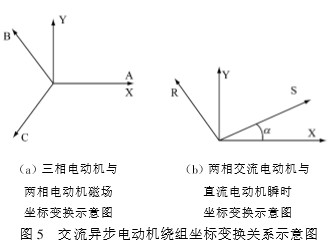 Y
B
A
X
C
Y
R
S
α
X
（a）三相电动机与
两相电动机磁场
坐标变换示意图
（b）两相交流电动机与
直流电动机瞬时
坐标变换示意图
图5 交流异步电动机绕组坐标变换关系示意图